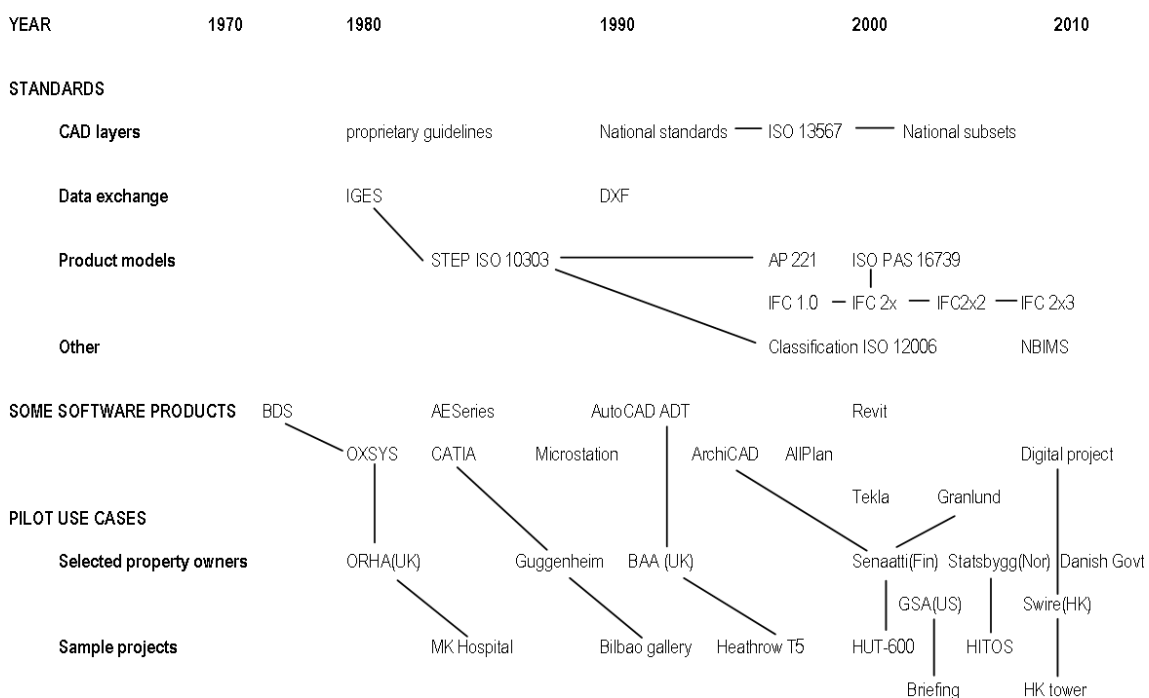 YEAR 1970 1980 1990 2000 2010
STANDARDS
CAD layers proprietary guidelines National standards ISO 13567 National subsets
Data exchange IGES DXF
Product models STEP ISO 10303 AP 221 ISO PAS 16739
IFC 1.0 IFC 2x IFC2x2 IFC 2x3
Other Classification ISO 12006 NBIMS
SOME SOFTWARE PRODUCTS BDS AESeries AutoCAD ADT Revit
OXSYS CATIA Microstation ArchiCAD AllPlan Digital project
Tekla Granlund
PILOT USE CASES
Selected property owners ORHA(UK) Guggenheim BAA (UK) Senaatti(Fin) Statsbygg(Nor) Danish Govt
GSA(US) Swire(HK)
Sample projects MK Hospital Bilbao gallery Heathrow T5 HUT-600 HITOS
Briefing HK tower